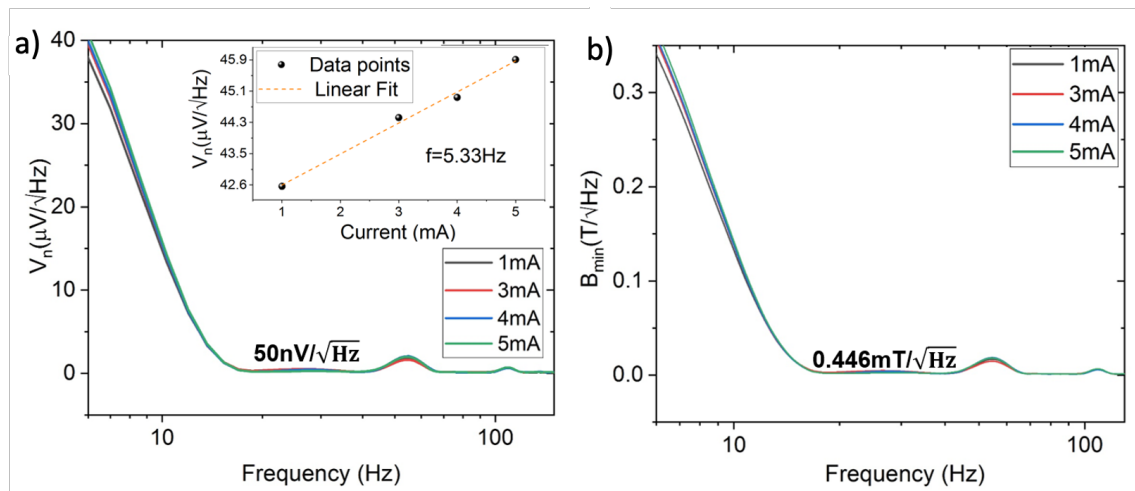 a)
40
30
20
10
0
Vn(μV/√Hz)
10
100
Frequency (Hz)
45.9
45.1
44.3
43.5
42.6
Vn(μV/√Hz)
Data points
Linear Fit
f=5.33Hz
1 2 3 4 5
Current (mA)
1mA
3mA
4mA
5mA
50nV/√Hz
b)
0.3
0.2
0.1
0.0
Bmin(T/√Hz)
1mA
3mA
4mA
5mA
0.446mT/√Hz
10
100
Frequency (Hz)